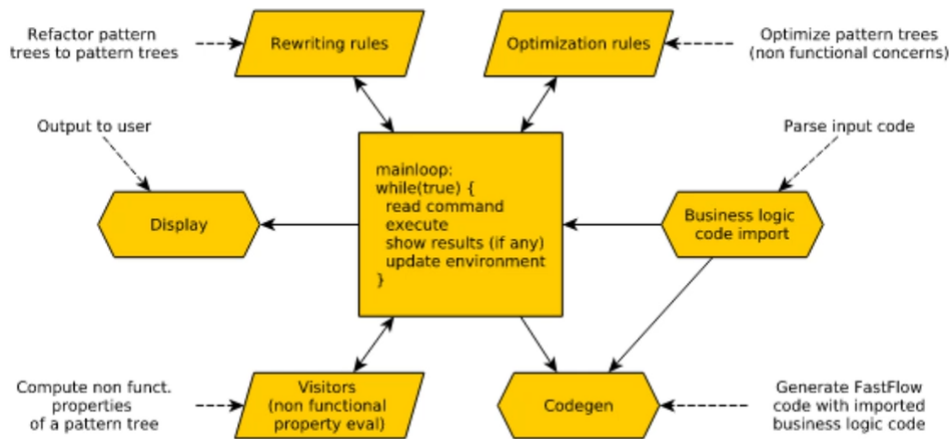 Refactor pattern
trees to pattern trees
Rewriting rules
Optimization rules
Optimize pattern trees
(non functional concerns)
Output to user
Parse input code
mainloop:
while(true) {
read command
execute
show results (if any)
update environment
}
Display
Business logic
code import
Compute non funct.
properties
of a pattern tree
Visitors
(non functional
property eval)
Codegen
Generate FastFlow
code with imported
business logic code